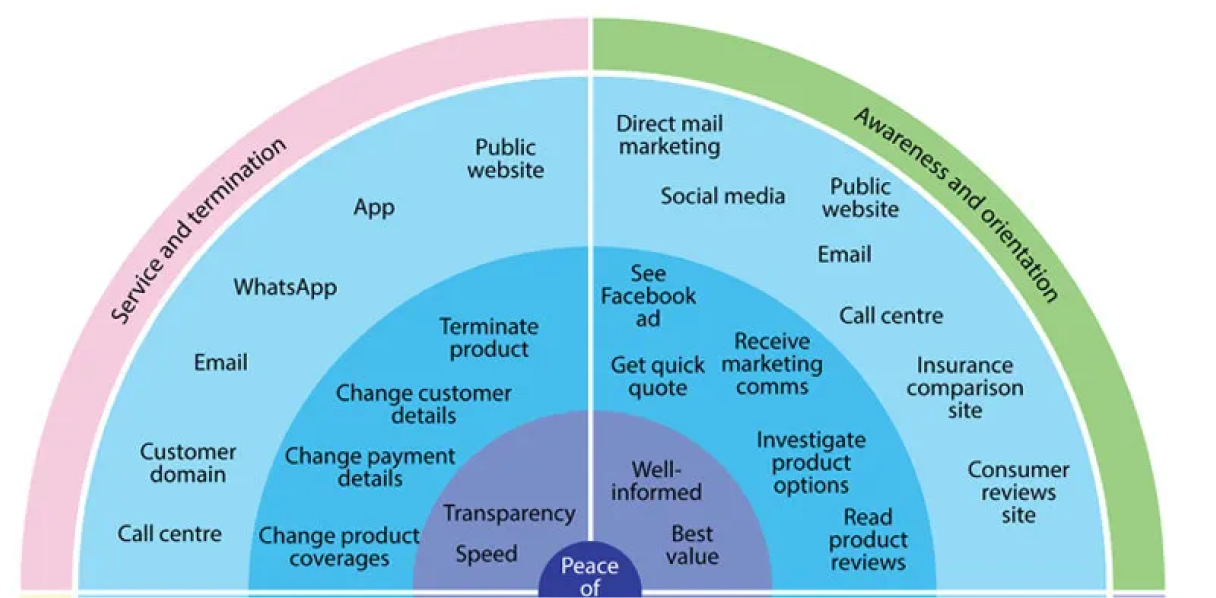 Service and termination
Public
website
App
WhatsApp
Email
Customer
domain
Call centre
Terminate
product
Change customer
details
Change payment
details
Change product
coverages
Transparency
Speed
Awareness and orientation
Direct mail
marketing
Social media
Public
website
Email
Call centre
Insurance
comparison
site
Consumer
reviews
site
See
Facebook
ad
Get quick
quote
Receive
marketing
comms
Investigate
product
options
Read
product
reviews
Well-
informed
Best
value
Peace
of